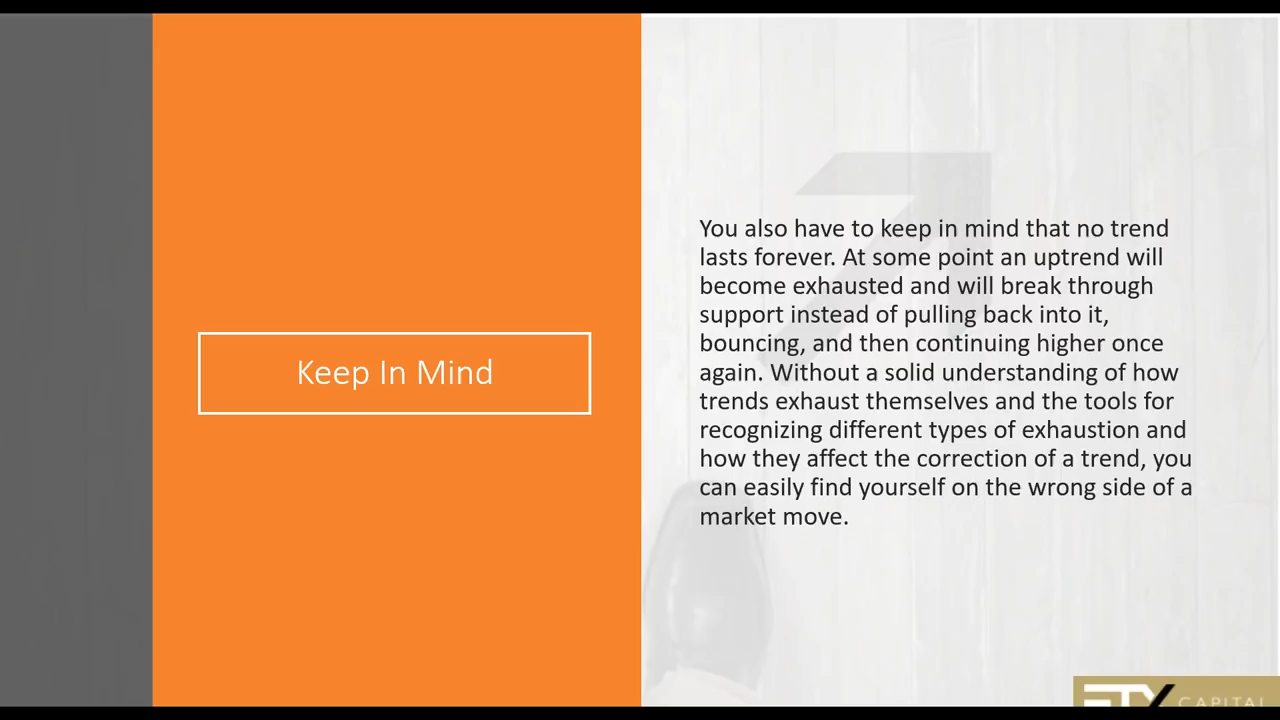 Keep In Mind
You also have to keep in mind that no trend
lasts forever. At some point an uptrend will
become exhausted and will break through
support instead of pulling back into it,
bouncing, and then continuing higher once
again. Without a solid understanding of how
trends exhaust themselves and the tools for
recognizing different types of exhaustion and
how they affect the correction of a trend, you
can easily find yourself on the wrong side of a
market move.
CAPITAL